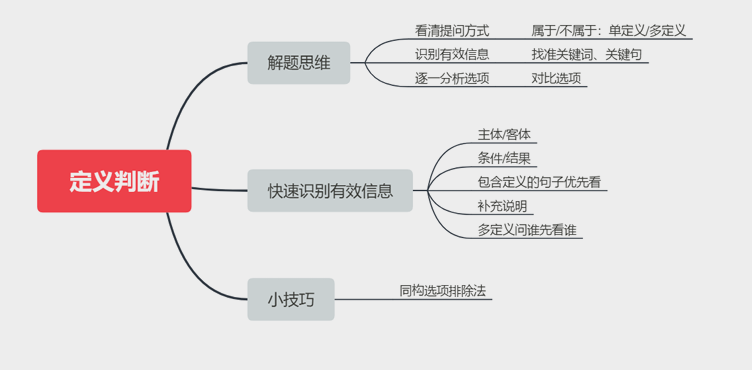 定义判断
解题思维
看清提问方式
属于/不属于：单定义/多定义
识别有效信息
找准关键词、关键句
逐一分析选项
对比选项
快速识别有效信息
主体/客体
条件/结果
包含定义的句子优先看
补充说明
多定义问谁先看谁
小技巧
同构选项排除法